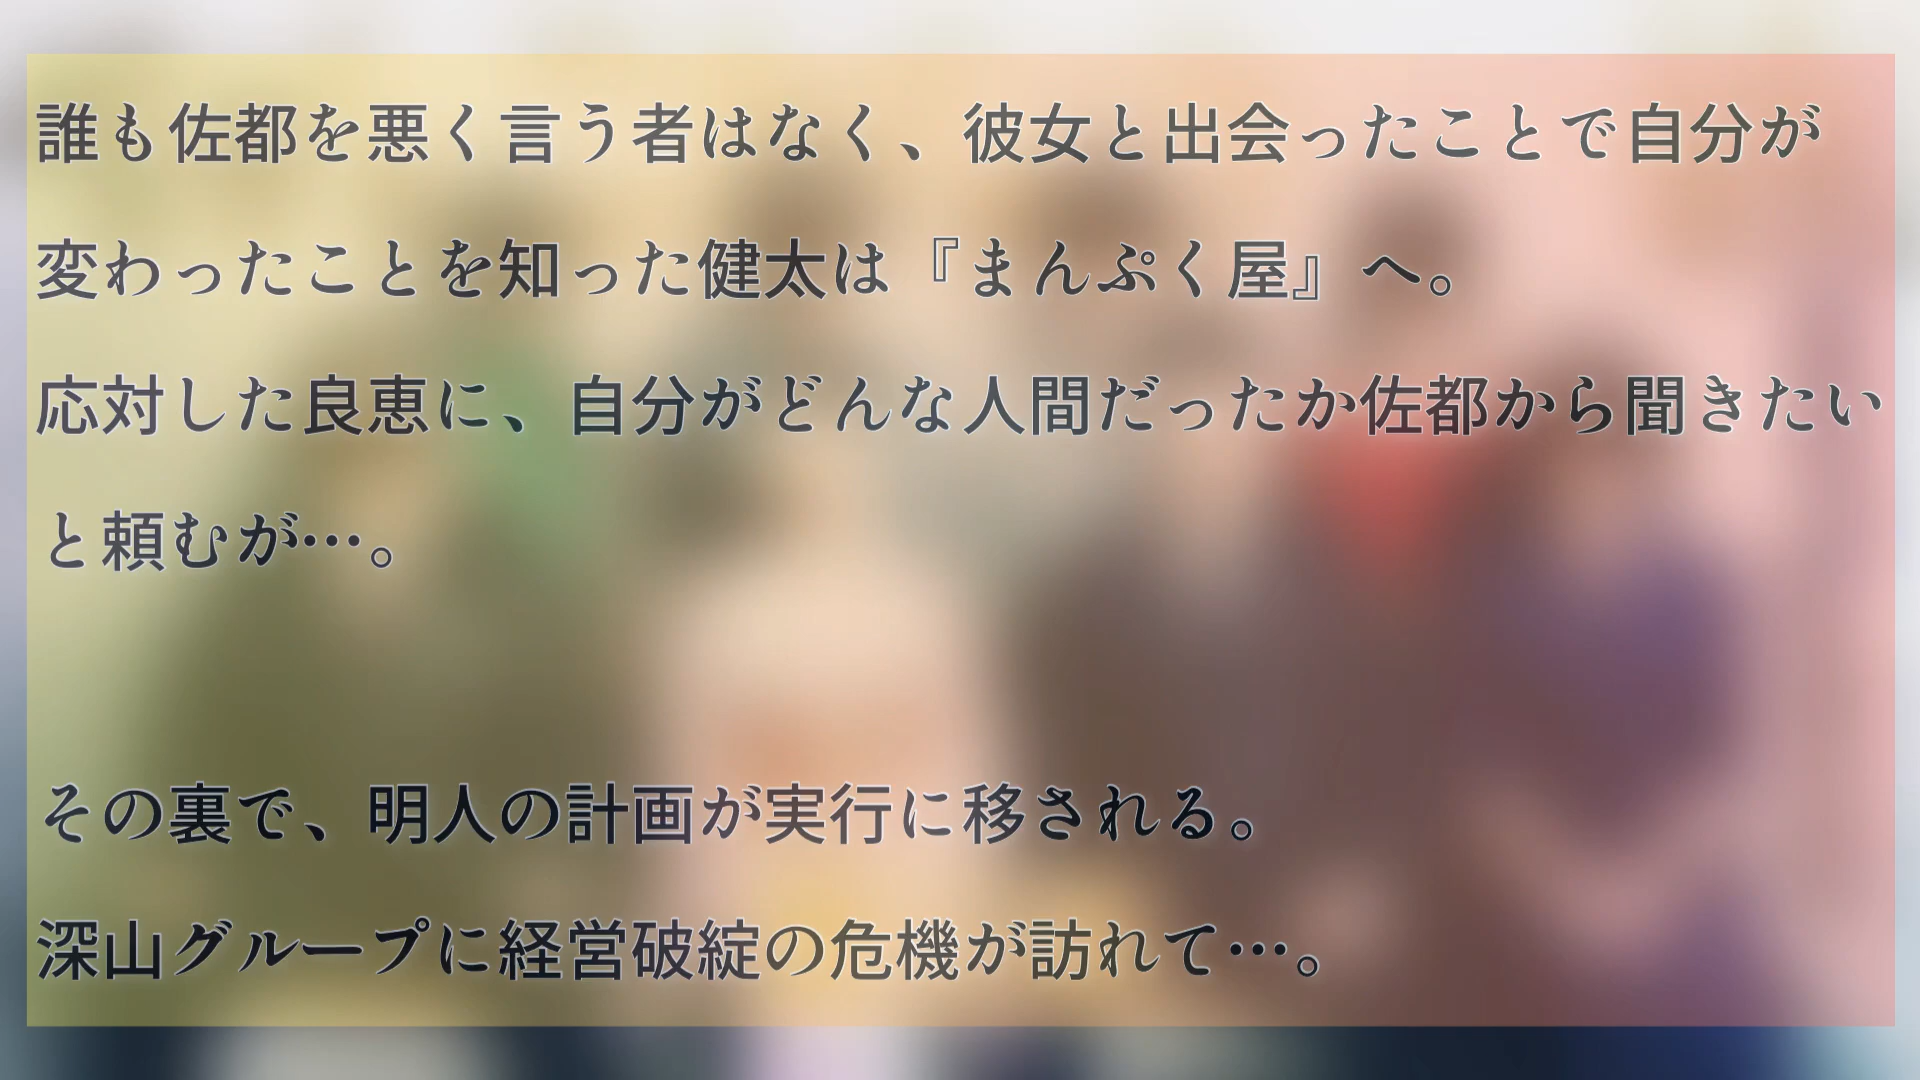 誰も佐都を悪く言う者はなく、彼女と出会ったことで自分が
変わったことを知った健太は『まんぷく屋』へ。
応対した良恵に、自分がどんな人間だったか佐都から聞きたい
と頼むが…。
その裏で、明人の計画が実行に移される。
深山グループに経営破綻の危機が訪れて…。